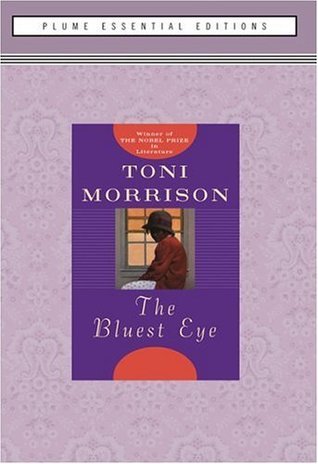 PLUME ESSENTIAL EDITIONS
Winner of
THE NOBEL PRIZE
in
Literature
TONI
MORRISON
The
Bluest Eye